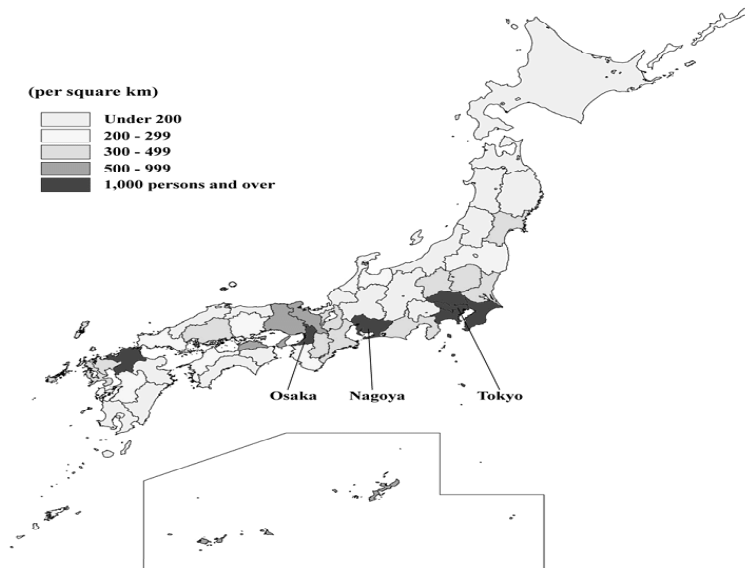 (per square km)
Under 200
200 - 299
300 - 499
500 - 999
1,000 persons and over
Osaka
Nagoya
Tokyo